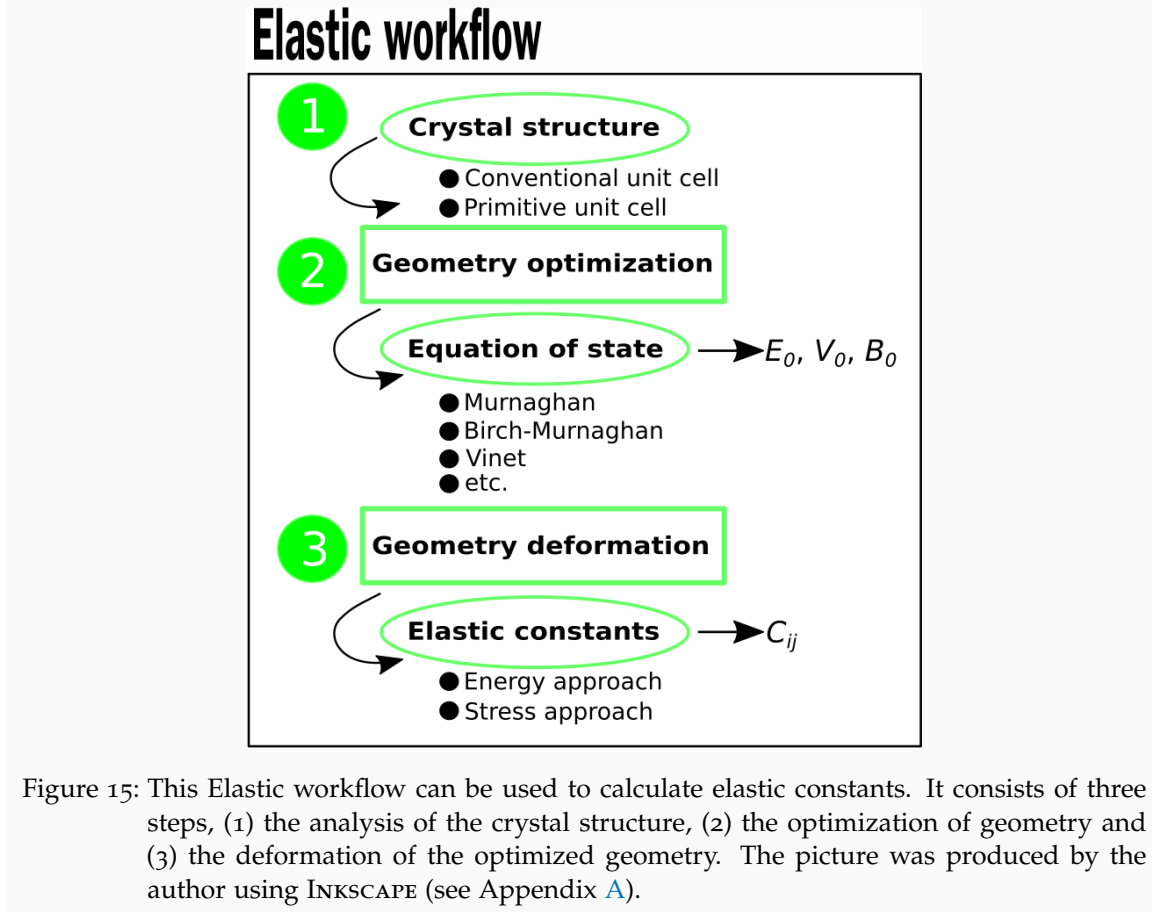 Elastic workflow
1
Crystal structure
● Conventional unit cell
● Primitive unit cell
2
Geometry optimization
Equation of state
E0, V0, B0
● Murnaghan
● Birch-Murnaghan
● Vinet
● etc.
3
Geometry deformation
Elastic constants
Cij
● Energy approach
● Stress approach
Figure 15: This Elastic workflow can be used to calculate elastic constants. It consists of three
steps, (1) the analysis of the crystal structure, (2) the optimization of geometry and
(3) the deformation of the optimized geometry. The picture was produced by the
author using INKSCAPE (see Appendix A).